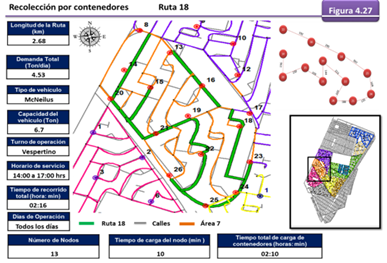 Recolección por contenedores Ruta 18
Figura 4.27
Longitud de la Ruta
(km)
2.68
Demanda Total
(Ton/dia)
4.53
Tipo de vehículo
McNeilus
Capacidad del
vehículo (Ton)
6.7
Turno de operación
Vespertino
Horario de servicio
14:00 a 17:00 hrs
Tiempo de recorrido
total (hora: min)
02:16
Días de Operación
Todos los días
8
10
12
13
14
15
16
17
18
19
20
21
22
23
24
25
26
1
2
3
6
1
Ruta 18 Calles Área 7
Número de Nodos
13
Tiempo de carga del nodo (min )
10
Tiempo total de carga de
contenedores (horas: min)
02:10